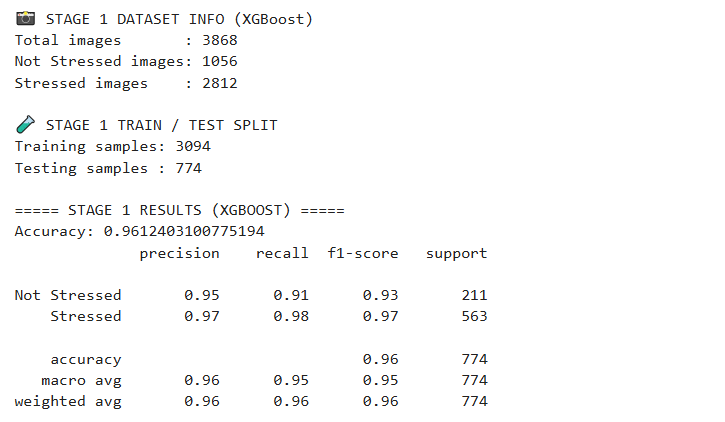 📷 STAGE 1 DATASET INFO (XGBoost)
Total images       : 3868
Not Stressed images: 1056
Stressed images    : 2812
🧪 STAGE 1 TRAIN / TEST SPLIT
Training samples: 3094
Testing samples : 774
===== STAGE 1 RESULTS (XGBOOST) =====
Accuracy: 0.9612403100775194
              precision    recall  f1-score   support
Not Stressed       0.95      0.91      0.93       211
    Stressed       0.97      0.98      0.97       563
    accuracy                           0.96       774
   macro avg       0.96      0.95      0.95       774
weighted avg       0.96      0.96      0.96       774